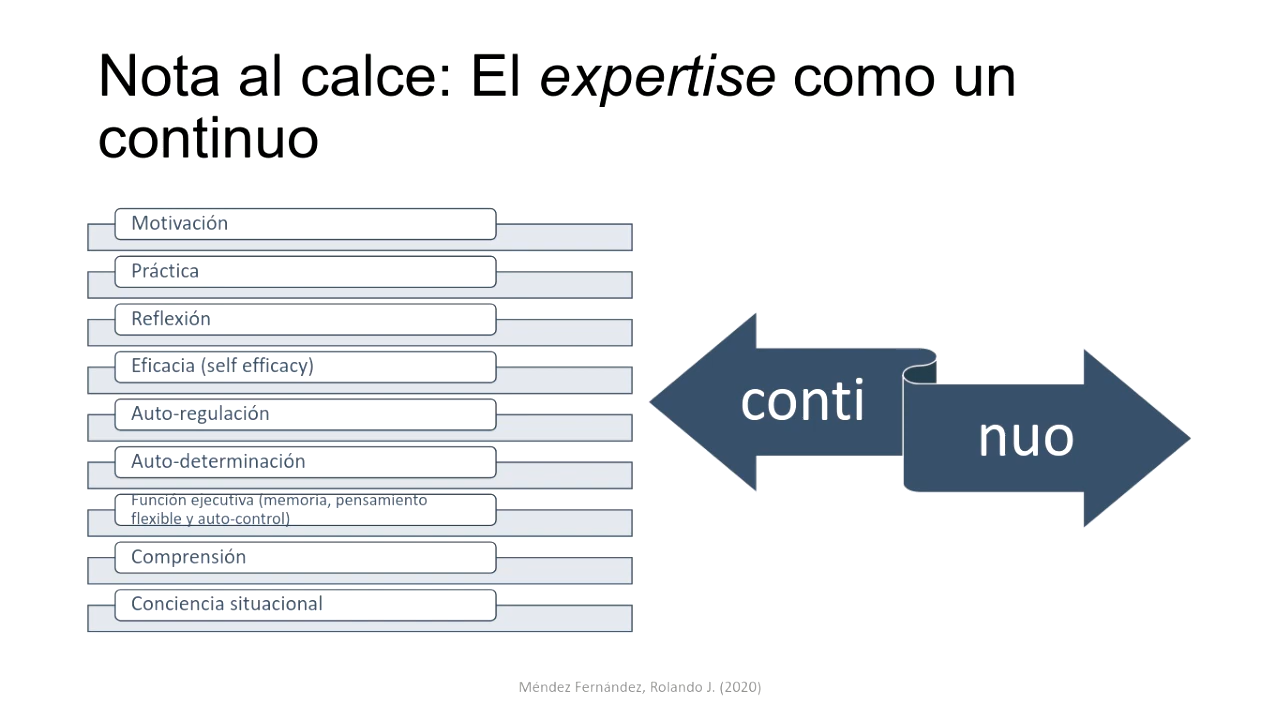 Nota al calce: El expertise como un
continuo
Motivación
Práctica
Reflexión
Eficacia (self efficacy)
Auto-regulación
Auto-determinación
Función ejecutiva (memoria, pensamiento
flexible y auto-control)
Comprensión
Conciencia situacional
conti
nuo
Méndez Fernández, Rolando J. (2020)